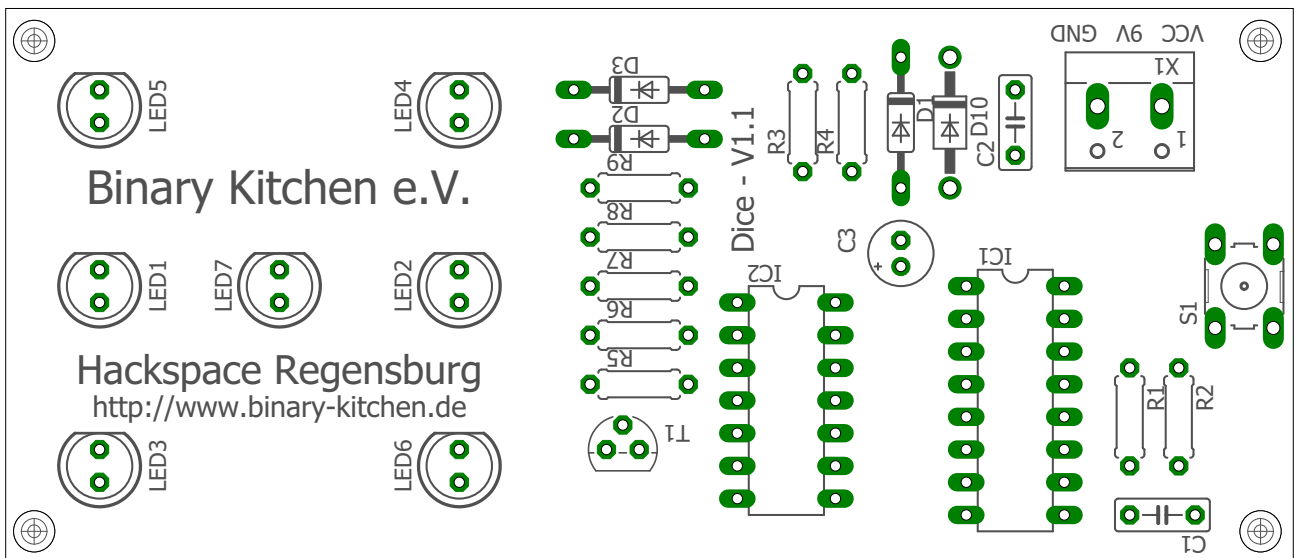 GND 9V VCC
X1
2 1
LED5
LED4
D3
D2
R9
R8
R7
R6
R5
Dice - V1.1
R3
R4
D1
D10
C2
Binary Kitchen e.V.
LED1
LED7
LED2
C3
+
IC2
IC1
S1
Hackspace Regensburg
http://www.binary-kitchen.de
LED3
LED6
T1
R1
R2
C1